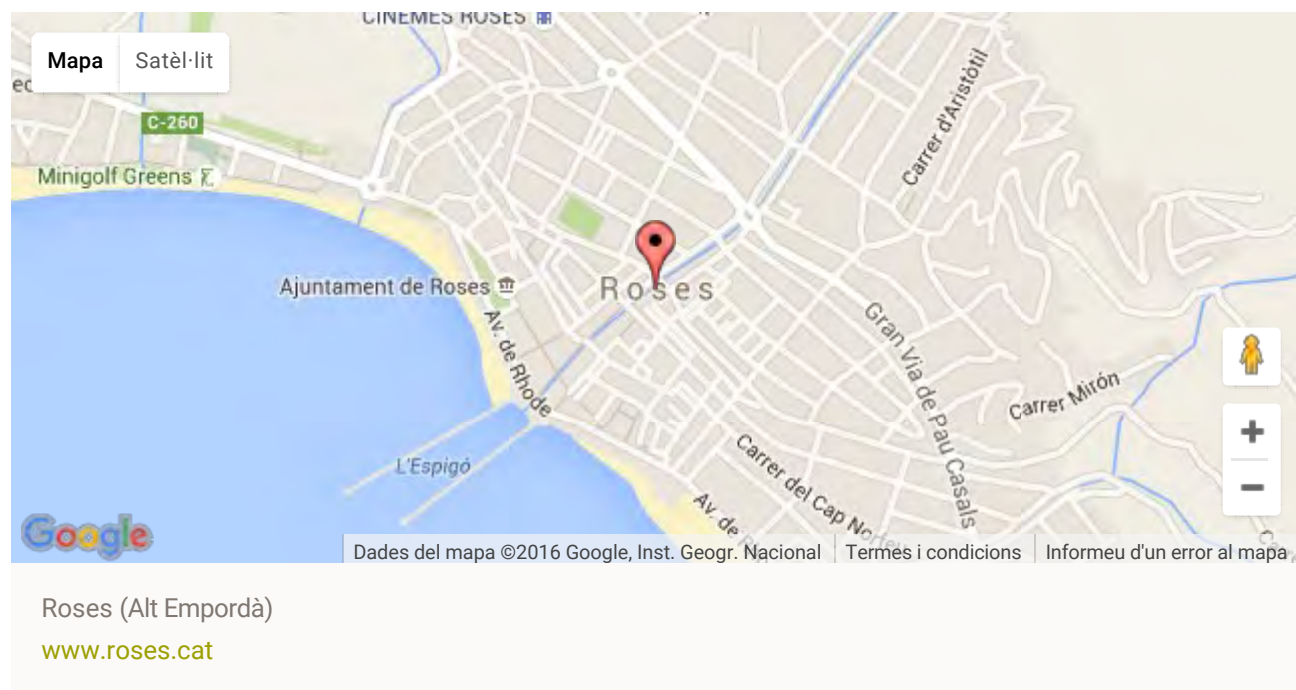 CINEMES ROSES
Mapa
Satèl·lit
C-260
Minigolf Greens
Carrer d'Aristòtil
Ajuntament de Roses
Roses
Av. de Rhode
Gran Via de Pau Casals
Carrer Mirón
L'Espigó
Carrer del Cap Norfeu
Av. de
Google
Dades del mapa ©2016 Google, Inst. Geogr. Nacional
Termes i condicions
Informeu d'un error al mapa
Roses (Alt Empordà)
www.roses.cat